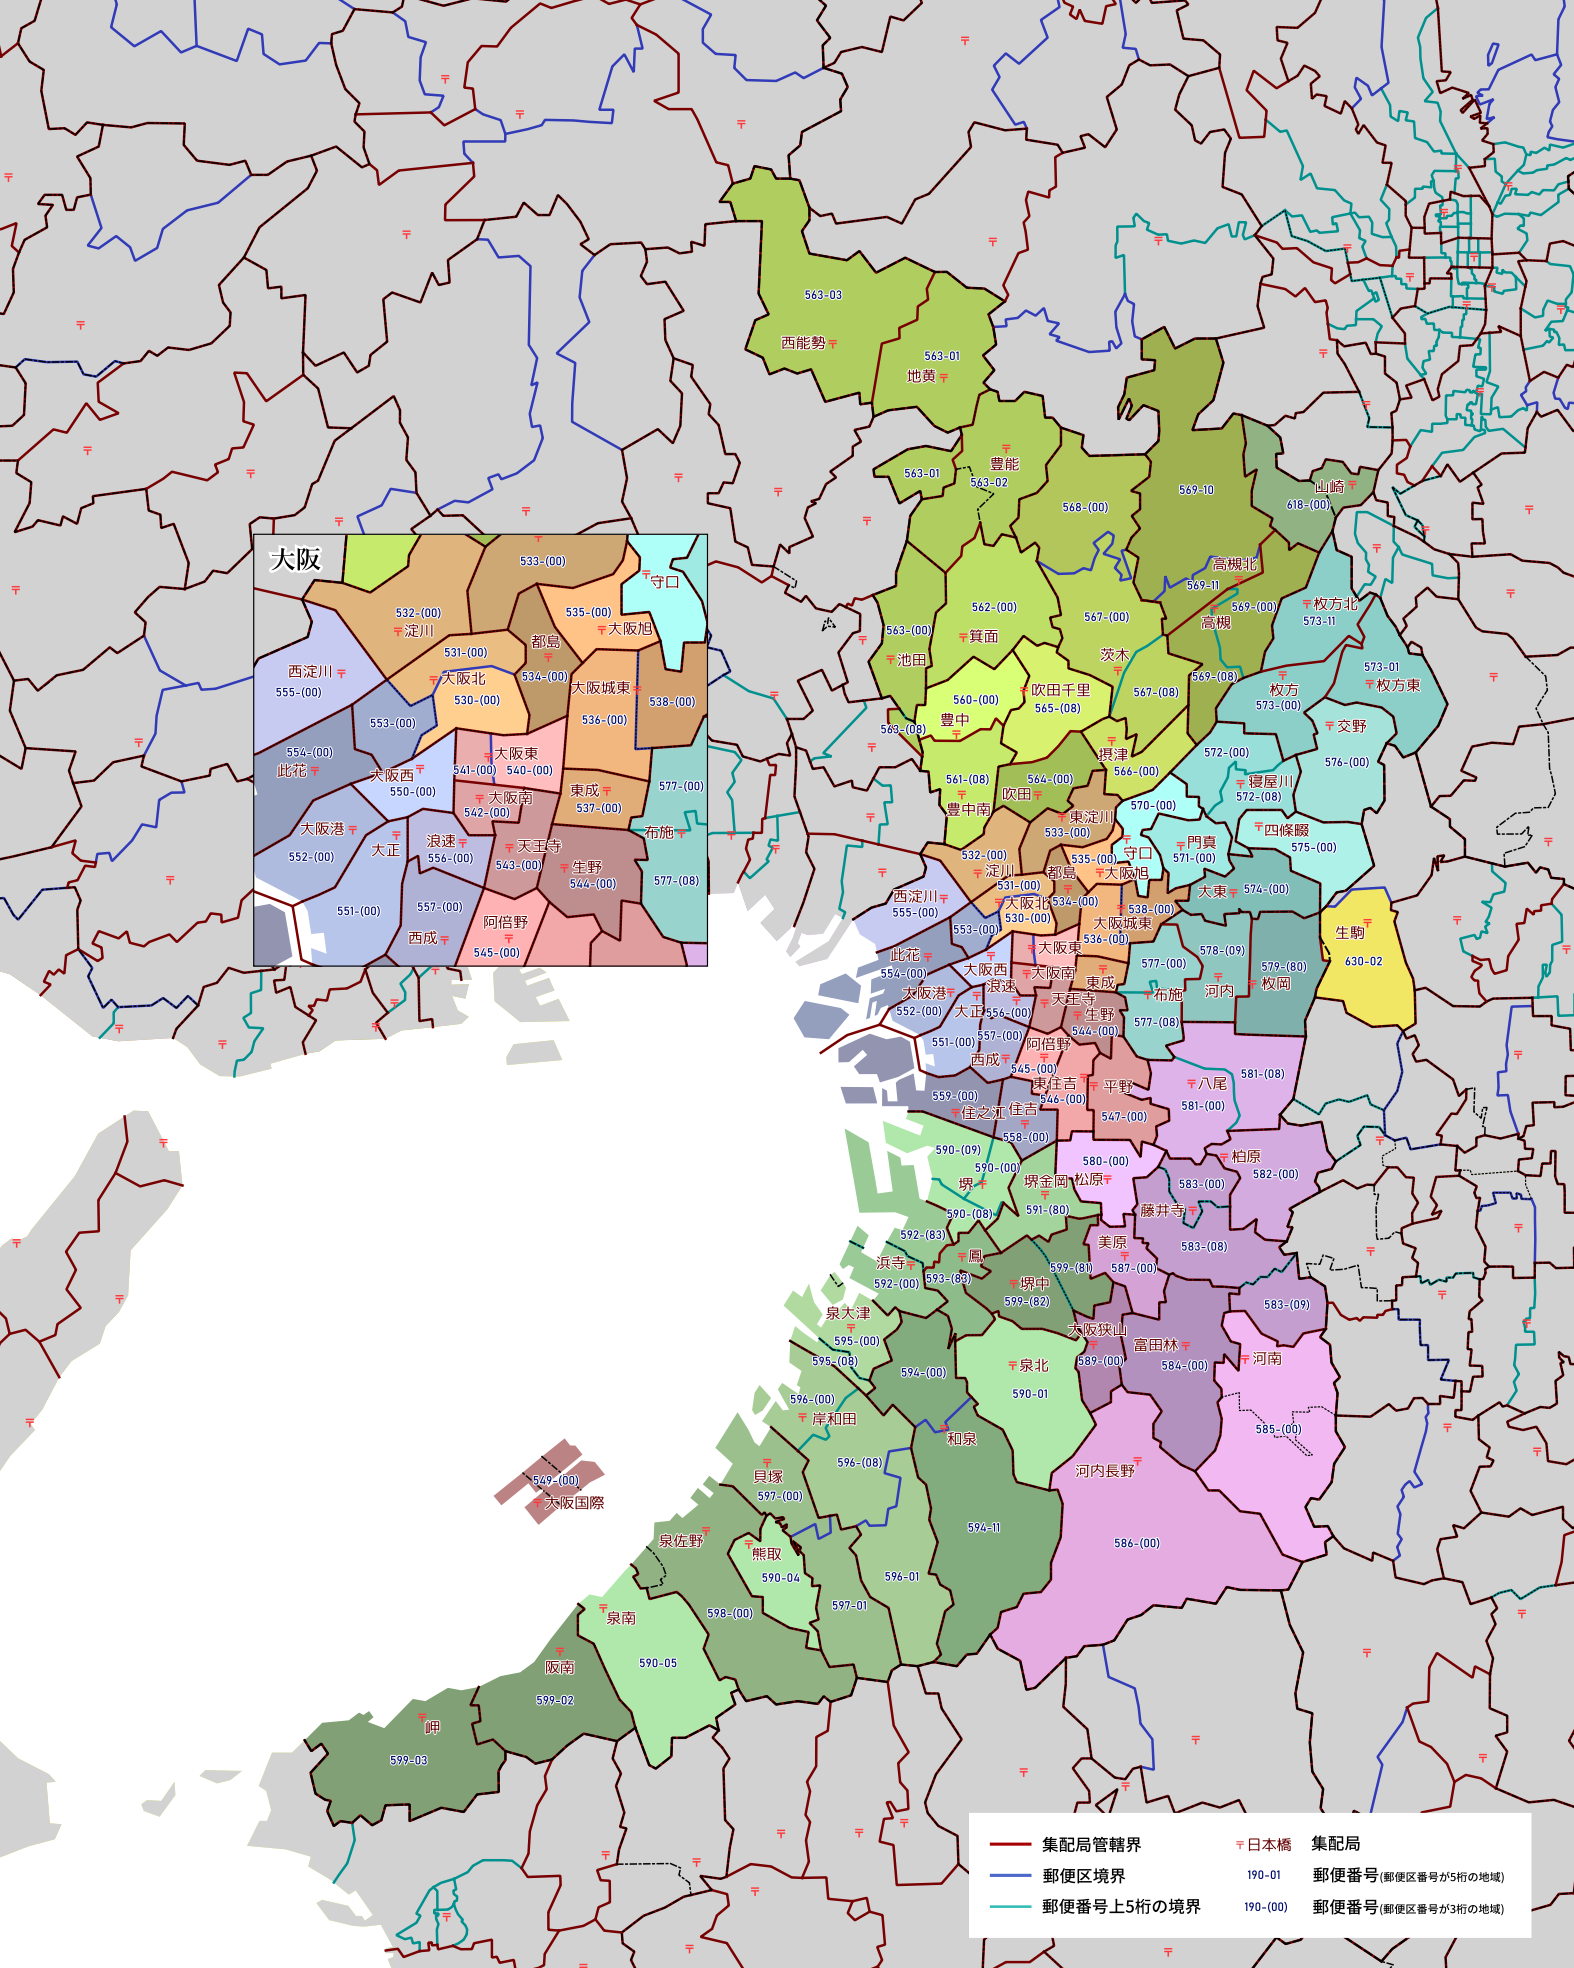 563-03
西能勢
563-01
地黄
563-01
豊能
563-02
568-(00)
569-10
山崎
618-(00)
高槻北
569-11
569-(00)
高槻
枚方北
573-11
562-(00)
箕面
567-(00)
563-(00)
池田
茨木
573-01
枚方東
569-(08)
枚方
573-(00)
吹田千里
565-(08)
560-(00)
豊中
567-(08)
563-(08)
交野
摂津
566-(00)
572-(00)
576-(00)
561-(08)
564-(00)
吹田
豊中南
寝屋川
572-(08)
570-(00)
東淀川
533-(00)
四條畷
575-(00)
守口
門真
571-(00)
532-(00)
淀川
535-(00)
大阪旭
都島
531-(00)
534-(00)
大東
574-(00)
西淀川
555-(00)
大阪北
530-(00)
538-(00)
大阪城東
536-(00)
553-(00)
生駒
630-02
此花
554-(00)
大阪東
大阪西
大阪南
浪速
東成
577-(00)
578-(09)
579-(80)
枚岡
河内
布施
577-(08)
大阪港
552-(00)
大正
556-(00)
天王寺
生野
544-(00)
551-(00)
557-(00)
西成
阿倍野
545-(00)
東住吉
546-(00)
平野
547-(00)
八尾
581-(08)
581-(00)
559-(00)
住之江
住吉
558-(00)
590-(09)
590-(00)
堺
580-(00)
松原
柏原
582-(00)
堺金岡
591-(80)
583-(00)
藤井寺
590-(08)
592-(83)
583-(08)
浜寺
592-(00)
鳳
593-(83)
美原
587-(00)
599-(81)
堺中
599-(82)
583-(09)
泉大津
595-(00)
595-(08)
大阪狭山
589-(00)
富田林
584-(00)
河南
594-(00)
泉北
590-01
596-(00)
岸和田
585-(00)
和泉
596-(08)
河内長野
貝塚
597-(00)
549-(00)
大阪国際
594-11
586-(00)
泉佐野
熊取
590-04
596-01
597-01
598-(00)
泉南
590-05
阪南
599-02
岬
599-03
大阪
533-(00)
守口
532-(00)
淀川
535-(00)
大阪旭
都島
531-(00)
534-(00)
西淀川
555-(00)
大阪北
530-(00)
大阪城東
538-(00)
536-(00)
553-(00)
554-(00)
此花
大阪東
541-(00)
540-(00)
大阪西
550-(00)
577-(00)
大阪南
542-(00)
東成
537-(00)
大阪港
552-(00)
大正
浪速
556-(00)
天王寺
543-(00)
布施
生野
544-(00)
577-(08)
551-(00)
557-(00)
西成
阿倍野
545-(00)
集配局管轄界
〒日本橋 集配局
郵便区境界
190-01 郵便番号(郵便区番号が5桁の地域)
郵便番号上5桁の境界
190-(00) 郵便番号(郵便区番号が3桁の地域)